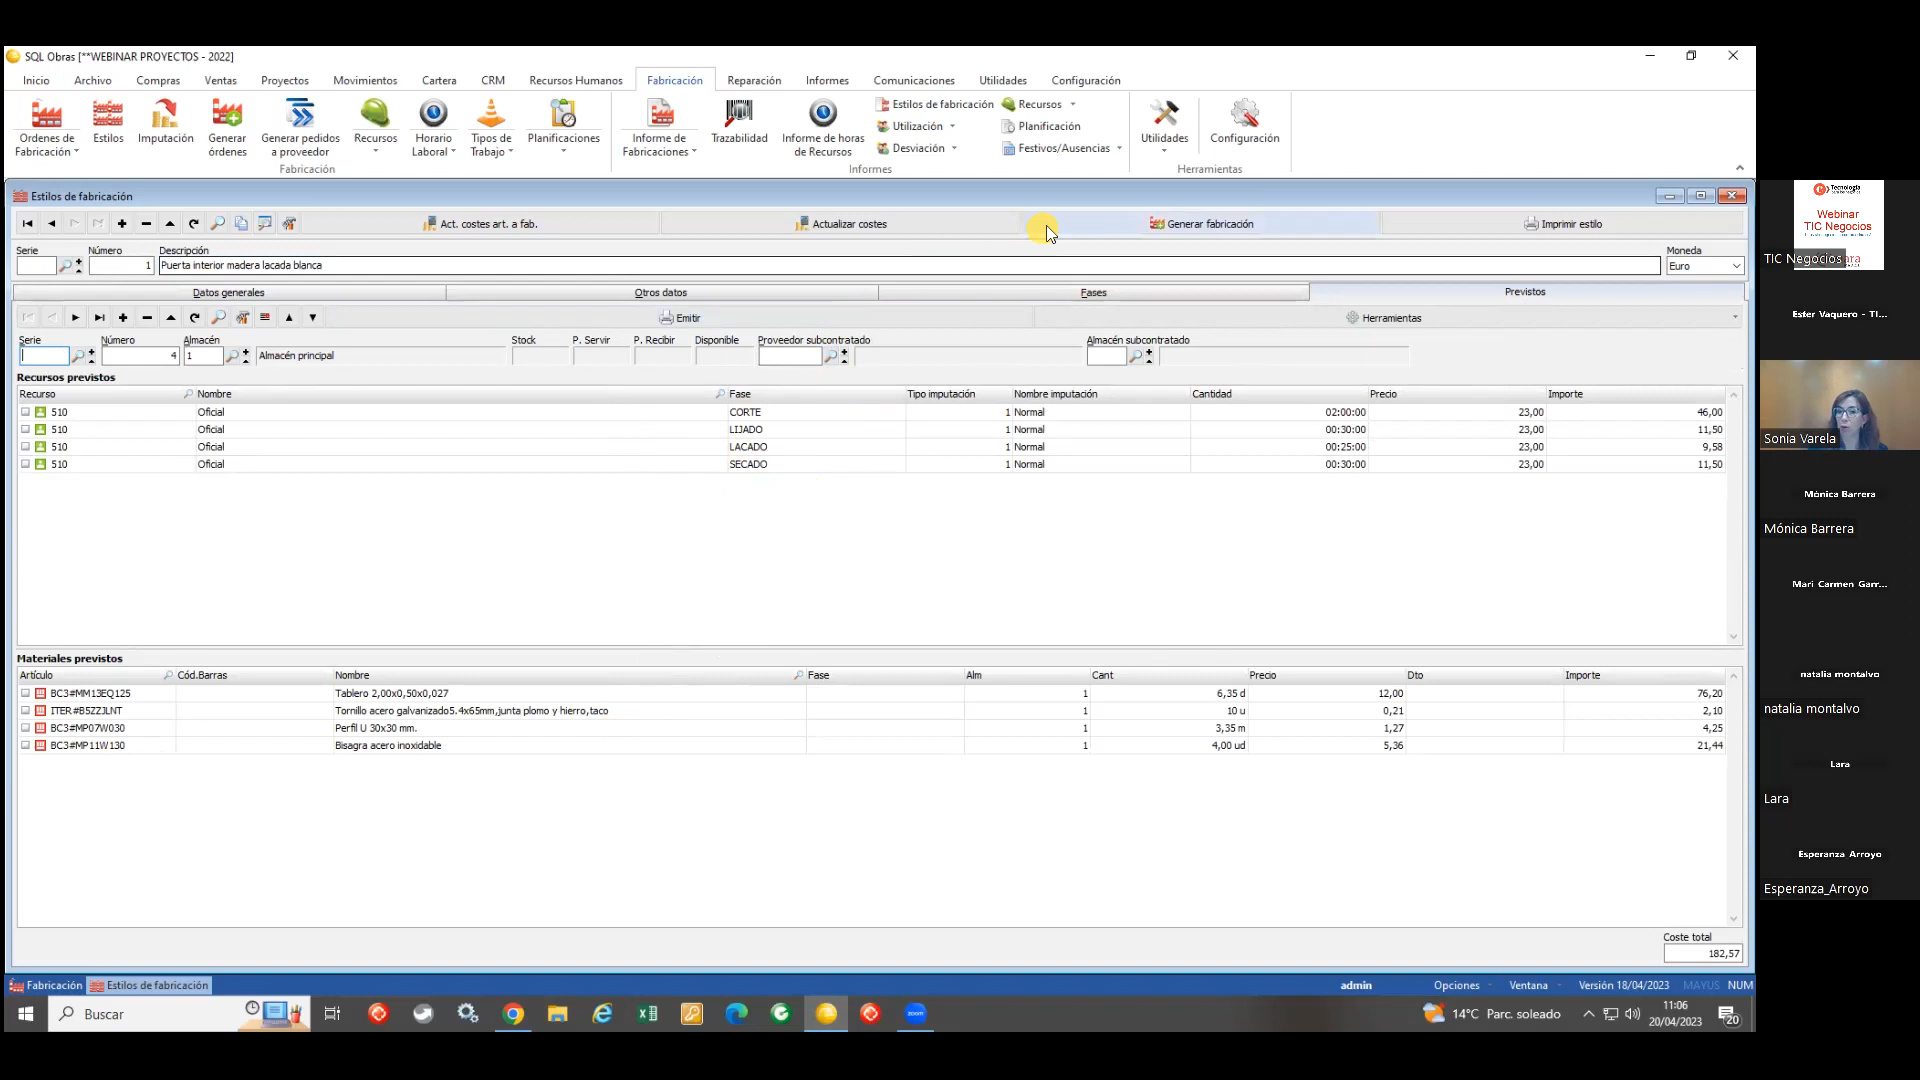 SQL Obras [**WEBINAR PROYECTOS - 2022]
Inicio Archivo Compras Ventas Proyectos Movimientos Cartera CRM Recursos Humanos Fabricación Reparación Informes Comunicaciones Utilidades Configuración
Ordenes de Fabricación Estilos Imputación Generar órdenes Generar pedidos a proveedor Recursos Horario Laboral Tipos de Trabajo Planificaciones
Fabricación
Informe de Fabricaciones Trazabilidad Informe de horas de Recursos
Estilos de fabricación Recursos
Utilización Planificación
Desviación Festivos/Ausencias
Informes
Utilidades Configuración
Herramientas
Estilos de fabricación
Act. costes art. a fab. Actualizar costes Generar fabricación Imprimir estilo
Serie Número Descripción Moneda
1 Puerta interior madera lacada blanca Euro
Datos generales Otros datos Fases Previstos
Emitir Herramientas
Serie Número Almacén Stock P. Servir P. Recibir Disponible Proveedor subcontratado Almacén subcontratado
4 1 Almacén principal
Recursos previstos
Recurso Nombre Fase Tipo imputación Nombre imputación Cantidad Precio Importe
510 Oficial CORTE 1 Normal 02:00:00 23,00 46,00
510 Oficial LIJADO 1 Normal 00:30:00 23,00 11,50
510 Oficial LACADO 1 Normal 00:25:00 23,00 9,58
510 Oficial SECADO 1 Normal 00:30:00 23,00 11,50
Materiales previstos
Artículo Cód.Barras Nombre Fase Alm Cant Precio Dto Importe
BC3#MM13EQ125 Tablero 2,00x0,50x0,027 1 6,35 d 12,00 76,20
ITER#B5ZZJLNT Tornillo acero galvanizado5.4x65mm,junta plomo y hierro,taco 1 10 u 0,21 2,10
BC3#MP07W030 Perfil U 30x30 mm. 1 3,35 m 1,27 4,25
BC3#MP11W130 Bisagra acero inoxidable 1 4,00 ud 5,36 21,44
Coste total
182,57
Fabricación Estilos de fabricación admin Opciones Ventana Versión 18/04/2023 MAYUS NUM
Buscar
zoom
14°C Parc. soleado
11:06
20/04/2023
20
Tecnología
Webinar
TIC Negocios
TIC Negocios
Ester Vaquero - TI...
Sonia Varela
Mónica Barrera
Mónica Barrera
Mari Carmen Garr...
natalia montalvo
natalia montalvo
Lara
Lara
Esperanza Arroyo
Esperanza_Arroyo